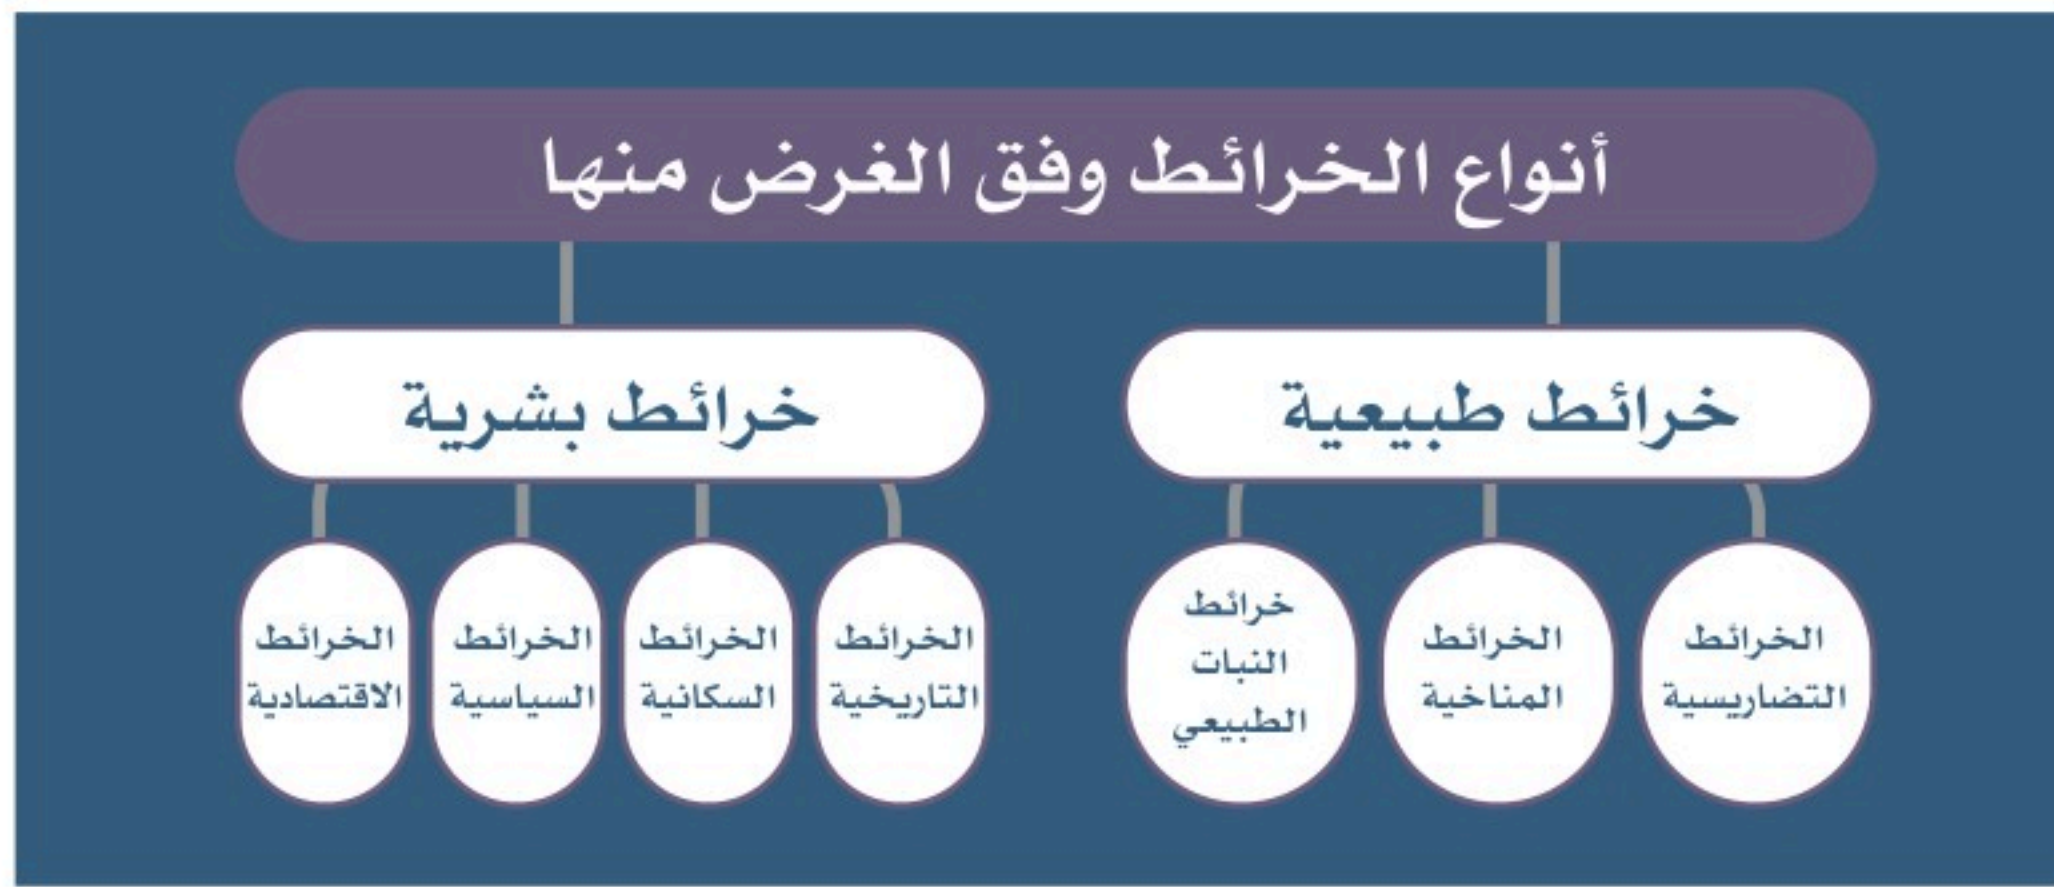 أنواع الخرائط وفق الغرض منها
خرائط طبيعية
خرائط بشرية
الخرائط
التضاريسية
الخرائط
المناخية
خرائط
النبات
الطبيعي
الخرائط
التاريخية
الخرائط
السكانية
الخرائط
السياسية
الخرائط
الاقتصادية